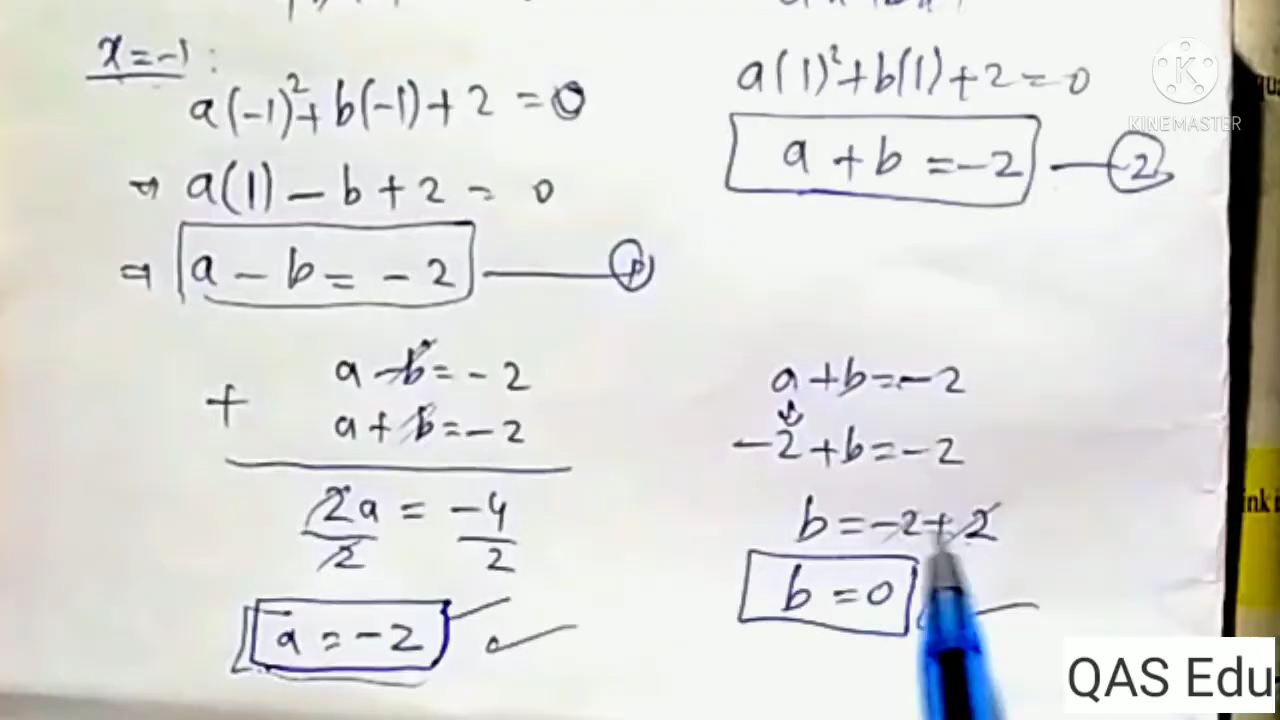 x = -1 :
a(-1)²+b(-1)+2 = 0
⇒ a(1) - b + 2 = 0
⇒ a - b = - 2 —— 1
a(1)²+b(1)+2=0
a + b = -2 —— 2
a - b = - 2
+ a + b = - 2
2a = -4
2 2
a = -2
a + b = -2
-2 + b = -2
b = -2 + 2
b = 0
KINEMASTER
QAS Edu